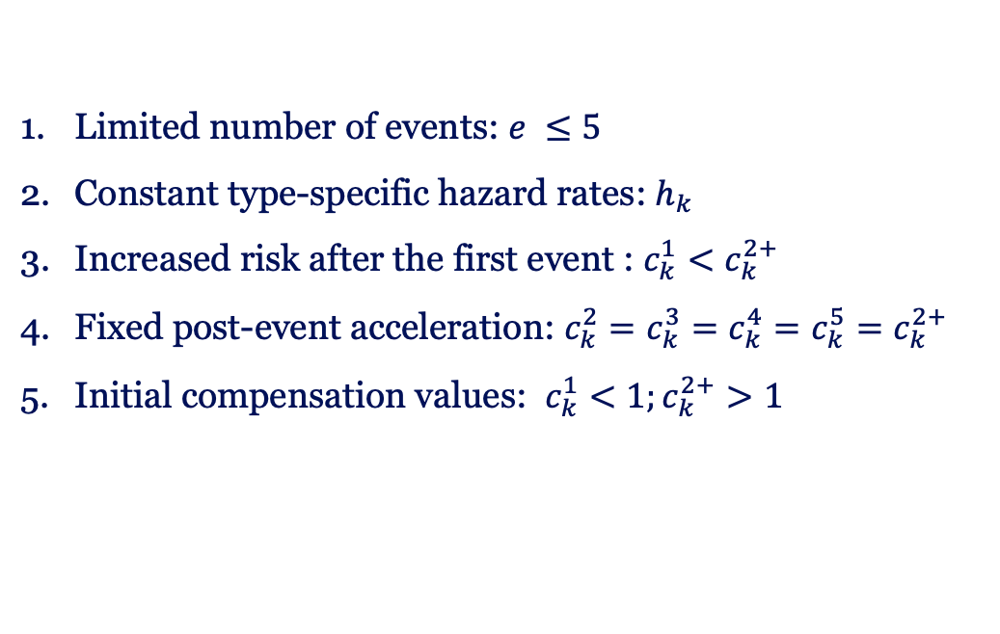 1. Limited number of events: 𝑒 ≤ 5
2. Constant type-specific hazard rates: ℎ_𝑘
3. Increased risk after the first event : 𝑐_𝑘^1 < 𝑐_𝑘^{2+}
4. Fixed post-event acceleration: 𝑐_𝑘^2 = 𝑐_𝑘^3 = 𝑐_𝑘^4 = 𝑐_𝑘^5 = 𝑐_𝑘^{2+}
5. Initial compensation values: 𝑐_𝑘^1 < 1; 𝑐_𝑘^{2+} > 1